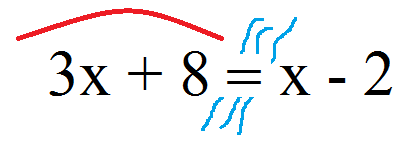 3x + 8 = x - 2